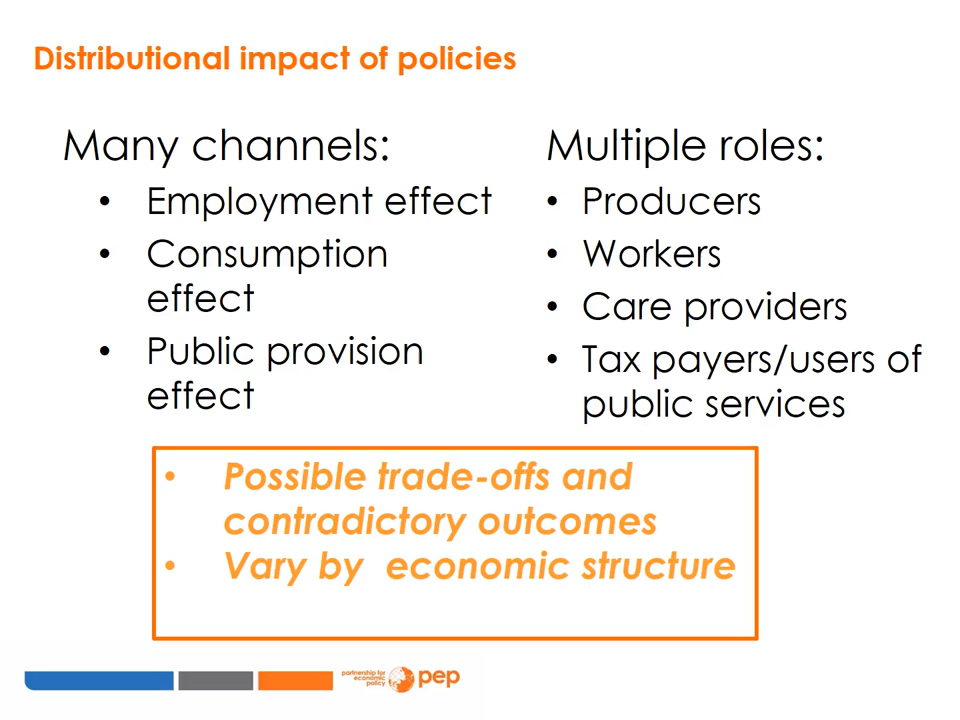 Distributional impact of policies
Many channels:
• Employment effect
• Consumption
effect
• Public provision
effect
Multiple roles:
• Producers
• Workers
• Care providers
• Tax payers/users of
public services
• Possible trade-offs and
contradictory outcomes
• Vary by  economic structure
partnership for
economic
policy
pep